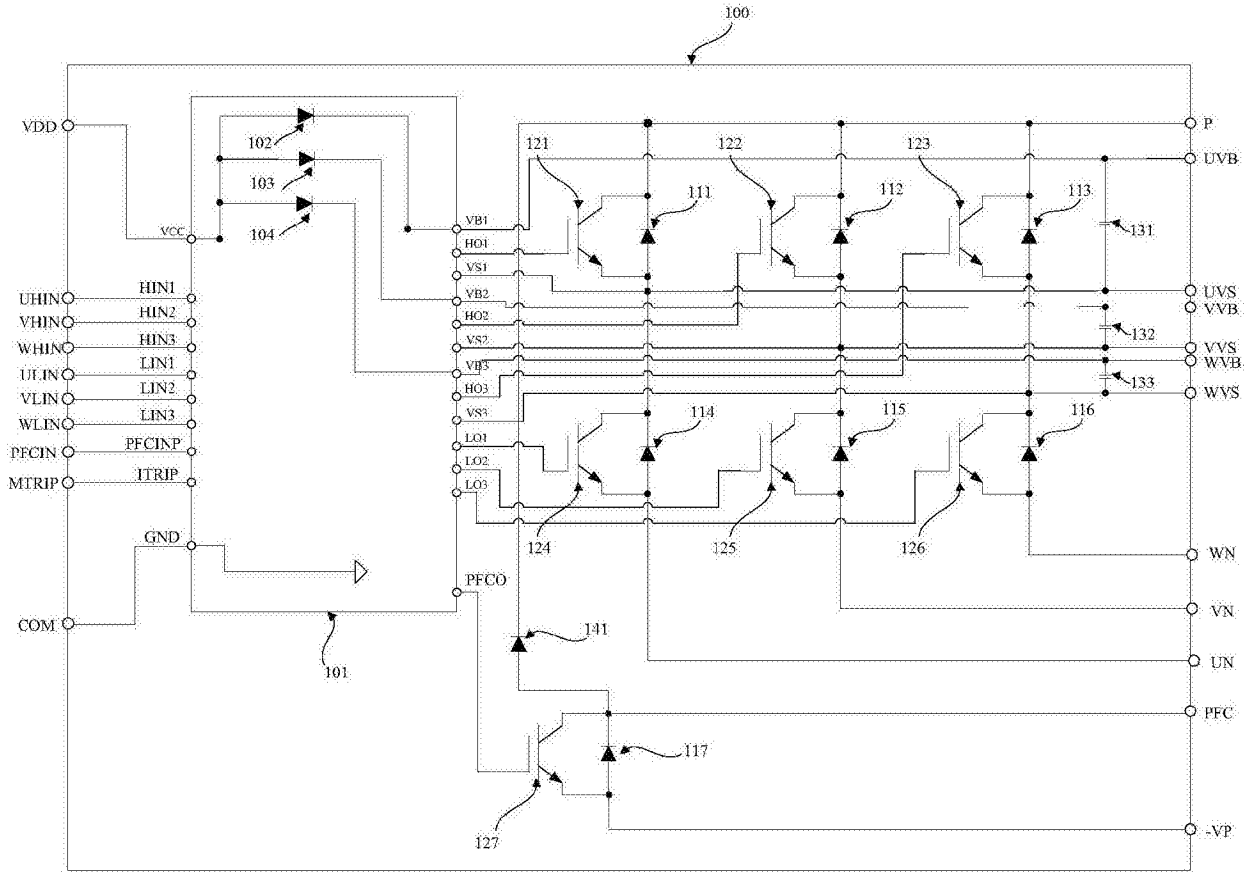 100
VDD
102
103
104
VCC
121
122
123
111
112
113
P
UVB
131
VB1
HO1
VS1
VB2
HO2
VS2
VB3
HO3
VS3
LO1
LO2
LO3
UVS
VVB
132
VVS
WVB
133
WVS
UHIN
HIN1
VHIN
HIN2
WHIN
HIN3
ULIN
LIN1
VLIN
LIN2
WLIN
LIN3
PFCIN
PFCINP
MTRIP
ITRIP
114
115
116
124
125
126
GND
COM
101
PFCO
141
WN
VN
UN
PFC
117
127
-VP